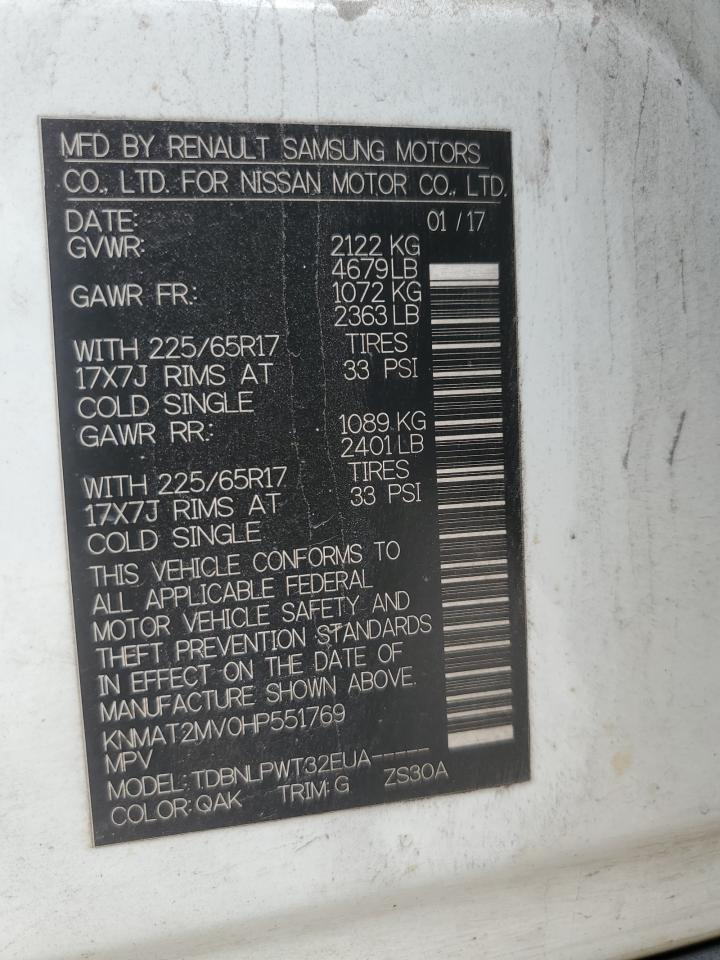 MFD BY RENAULT SAMSUNG MOTORS
CO., LTD. FOR NISSAN MOTOR CO., LTD.
DATE: 01 / 17
GVWR: 2122 KG
4679 LB
GAWR FR.: 1072 KG
2363 LB
WITH 225/65R17 TIRES
17X7J RIMS AT 33 PSI
COLD SINGLE
GAWR RR.: 1089 KG
2401 LB
WITH 225/65R17 TIRES
17X7J RIMS AT 33 PSI
COLD SINGLE
THIS VEHICLE CONFORMS TO
ALL APPLICABLE FEDERAL
MOTOR VEHICLE SAFETY AND
THEFT PREVENTION STANDARDS
IN EFFECT ON THE DATE OF
MANUFACTURE SHOWN ABOVE.
KNMAT2MV0HP551769
MPV
MODEL: TDBNLPWT32EUA-----
COLOR: QAK TRIM: G ZS30A